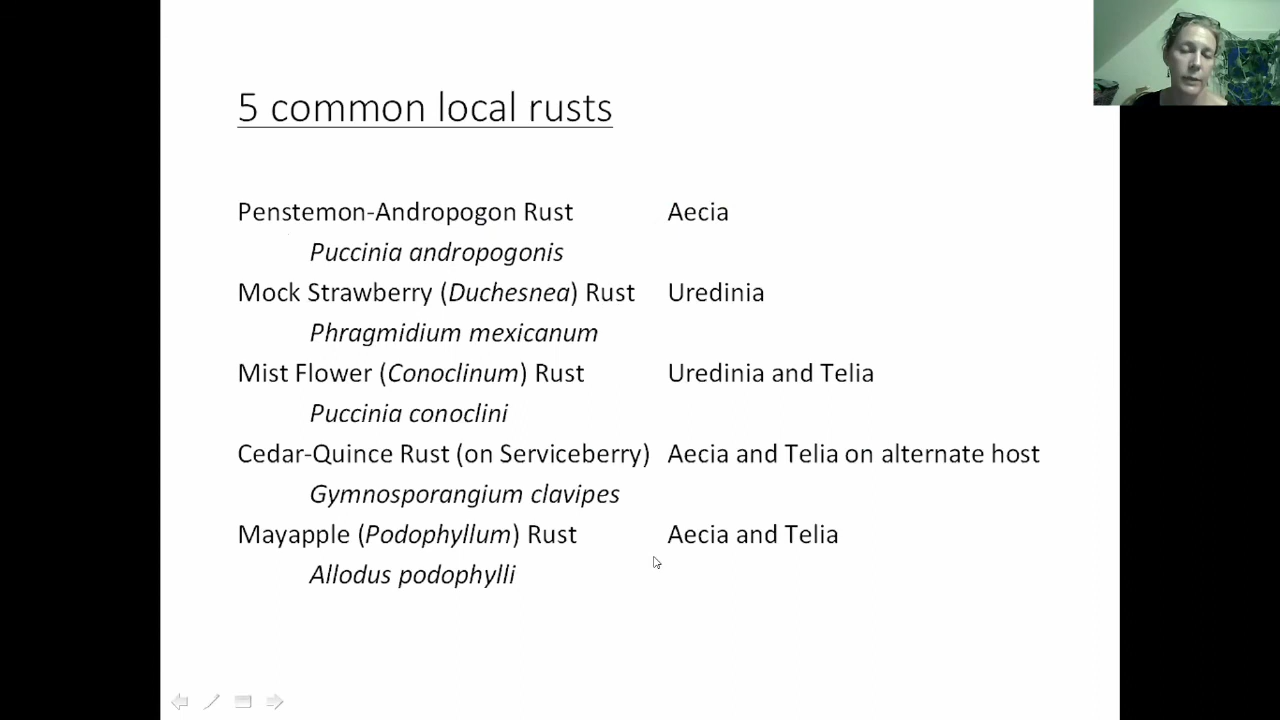 5 common local rusts
Penstemon-Andropogon Rust Aecia
Puccinia andropogonis
Mock Strawberry (Duchesnea) Rust Uredinia
Phragmidium mexicanum
Mist Flower (Conoclinum) Rust Uredinia and Telia
Puccinia conoclini
Cedar-Quince Rust (on Serviceberry) Aecia and Telia on alternate host
Gymnosporangium clavipes
Mayapple (Podophyllum) Rust Aecia and Telia
Allodus podophylli